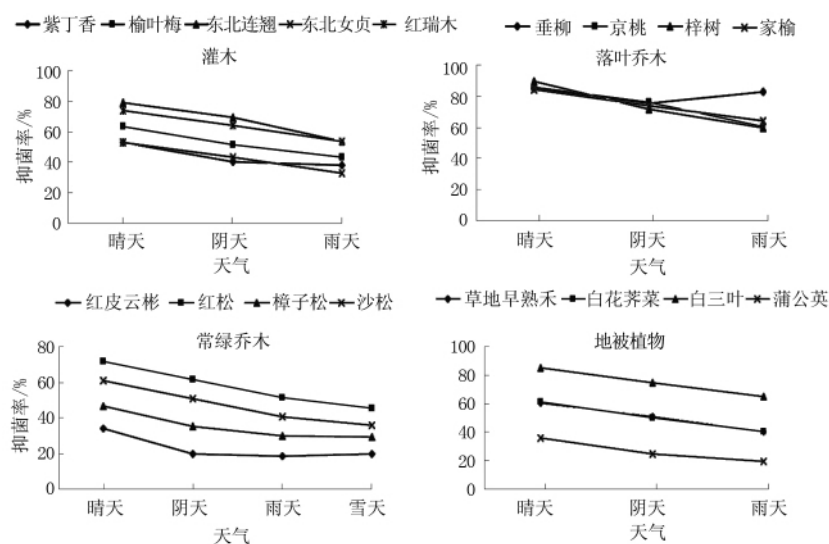 紫丁香 榆叶梅 东北连翘 东北女贞 红瑞木
灌木
100
80
60
40
20
0
抑菌率/%
晴天 阴天 雨天
天气
垂柳 京桃 梓树 家榆
落叶乔木
100
80
60
40
20
0
抑菌率/%
晴天 阴天 雨天
天气
红皮云彬 红松 樟子松 沙松
常绿乔木
80
60
40
20
0
抑菌率/%
晴天 阴天 雨天 雪天
天气
草地早熟禾 白花荠菜 白三叶 蒲公英
地被植物
100
80
60
40
20
0
抑菌率/%
晴天 阴天 雨天
天气